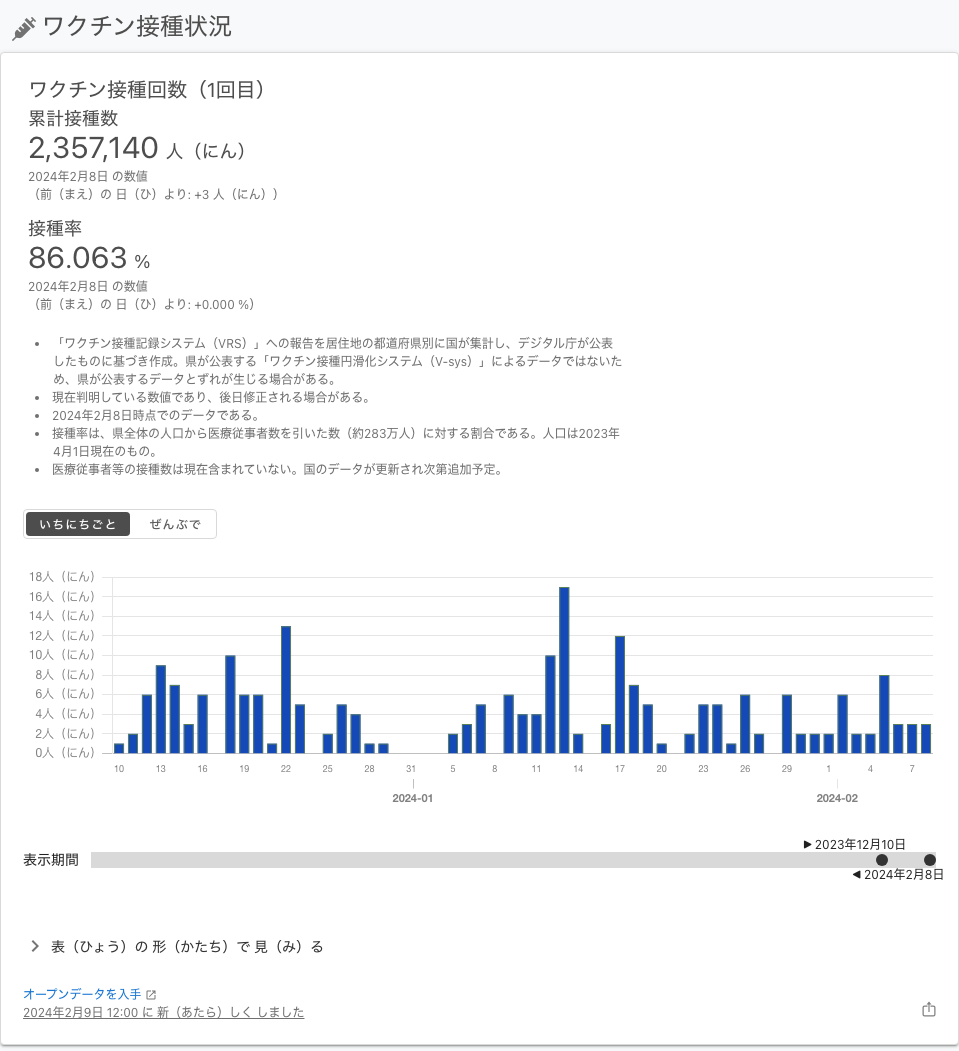 ワクチン接種状況
ワクチン接種回数（1回目）
累計接種数
2,357,140 人（にん）
2024年2月8日 の数値
（前（まえ）の 日（ひ）より: +3 人（にん））
接種率
86.063 %
2024年2月8日 の数値
（前（まえ）の 日（ひ）より: +0.000 %）
• 「ワクチン接種記録システム（VRS）」への報告を居住地の都道府県別に国が集計し、デジタル庁が公表
したものに基づき作成。県が公表する「ワクチン接種円滑化システム（V-sys）」によるデータではないた
め、県が公表するデータとずれが生じる場合がある。
• 現在判明している数値であり、後日修正される場合がある。
• 2024年2月8日時点でのデータである。
• 接種率は、県全体の人口から医療従事者数を引いた数（約283万人）に対する割合である。人口は2023年
4月1日現在のもの。
• 医療従事者等の接種数は現在含まれていない。国のデータが更新され次第追加予定。
いちにちごと ぜんぶで
18人（にん）
16人（にん）
14人（にん）
12人（にん）
10人（にん）
8人（にん）
6人（にん）
4人（にん）
2人（にん）
0人（にん）
10 13 16 19 22 25 28 31 5 8 11 14 17 20 23 26 29 1 4 7
2024-01 2024-02
▶ 2023年12月10日
表示期間
◀ 2024年2月8日
表（ひょう）の 形（かたち）で 見（み）る
オープンデータを入手
2024年2月9日 12:00 に 新（あたら）しく しました